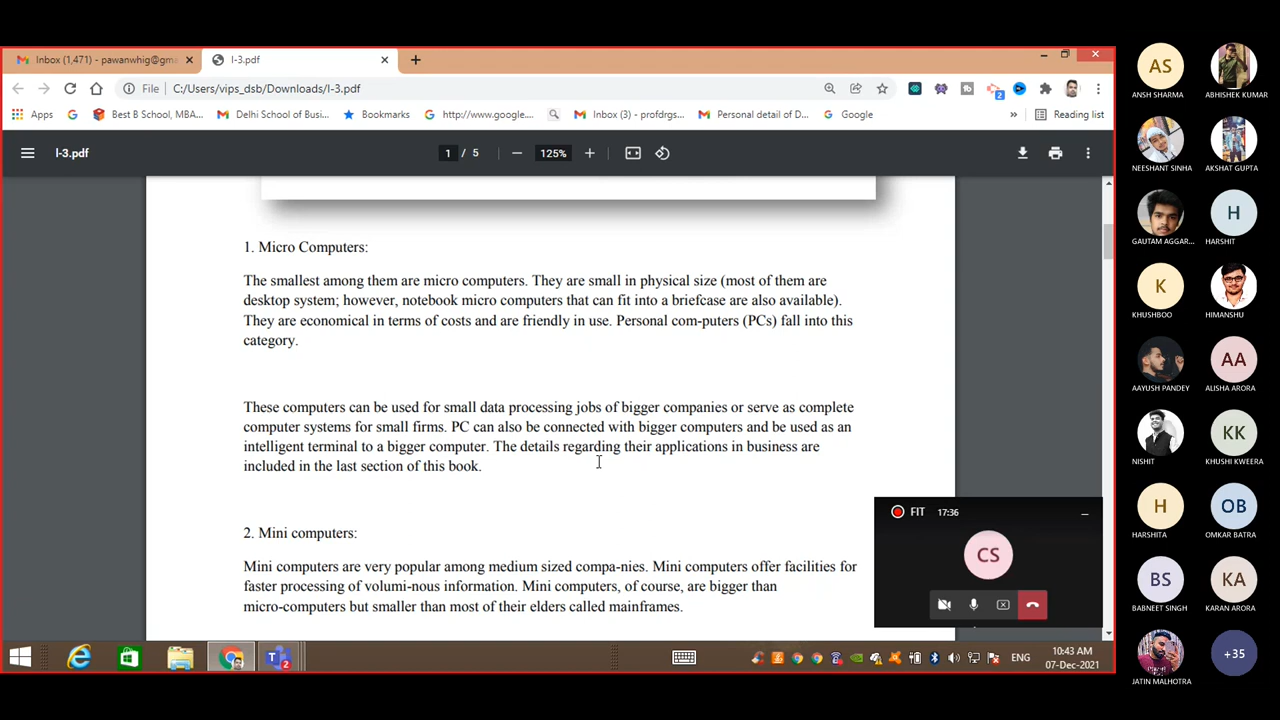 Inbox (1,471) - pawanwhig@gma
I-3.pdf
File
C:/Users/vips_dsb/Downloads/I-3.pdf
2
Apps
Best B School, MBA...
Delhi School of Busi...
Bookmarks
http://www.google....
Inbox (3) - profdrgs...
Personal detail of D...
Google
»
Reading list
I-3.pdf
1 / 5
125%
1. Micro Computers:
The smallest among them are micro computers. They are small in physical size (most of them are
desktop system; however, notebook micro computers that can fit into a briefcase are also available).
They are economical in terms of costs and are friendly in use. Personal com-puters (PCs) fall into this
category.
These computers can be used for small data processing jobs of bigger companies or serve as complete
computer systems for small firms. PC can also be connected with bigger computers and be used as an
intelligent terminal to a bigger computer. The details regarding their applications in business are
included in the last section of this book.
2. Mini computers:
Mini computers are very popular among medium sized compa-nies. Mini computers offer facilities for
faster processing of volumi-nous information. Mini computers, of course, are bigger than
micro-computers but smaller than most of their elders called mainframes.
FIT
17:36
CS
2
ENG
10:43 AM
07-Dec-2021
AS
ANSH SHARMA
ABHISHEK KUMAR
NEESHANT SINHA
AKSHAT GUPTA
GAUTAM AGGAR...
H
HARSHIT
K
KHUSHBOO
HIMANSHU
AAYUSH PANDEY
AA
ALISHA ARORA
NISHIT
KK
KHUSHI KWEERA
H
HARSHITA
OB
OMKAR BATRA
BS
BABNEET SINGH
KA
KARAN ARORA
JATIN MALHOTRA
+35